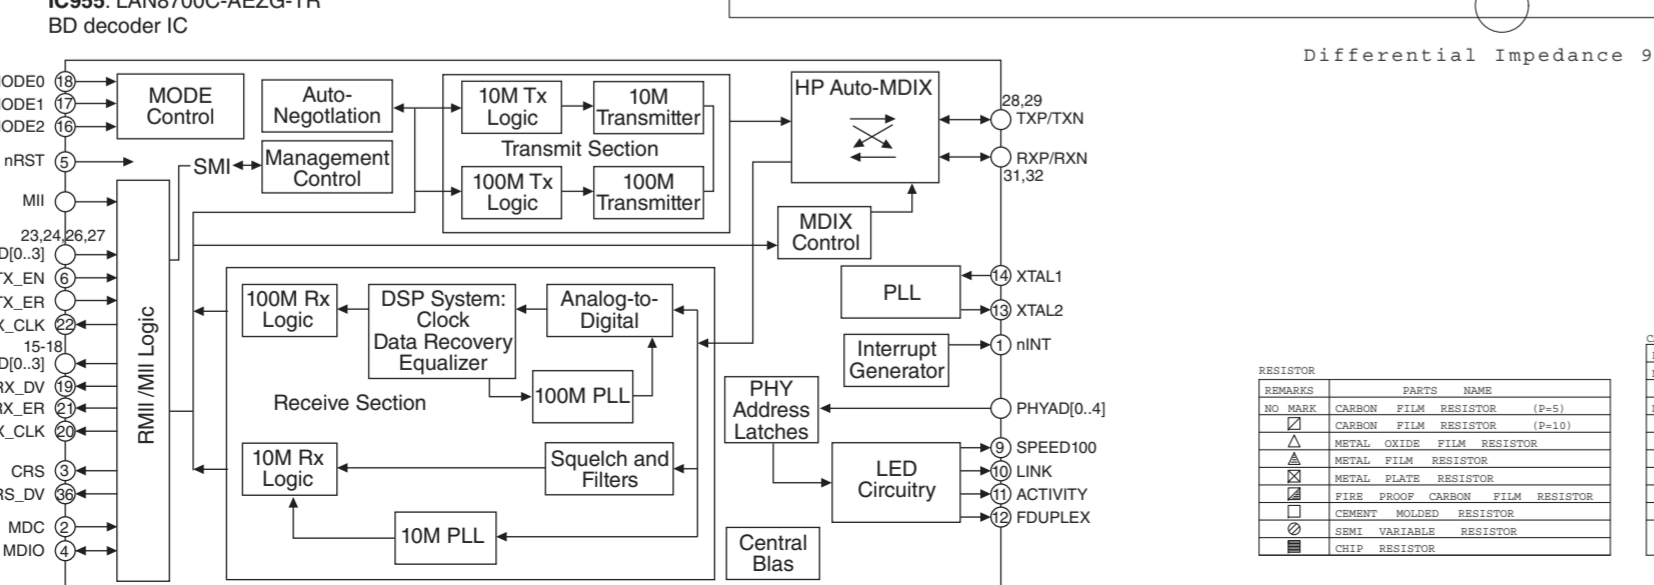 IC955: LAN8700C-AEZG-TR
BD decoder IC
Differential Impedance 9
MODE0 18
MODE1 17
MODE2 16
nRST 5
MII
23,24,26,27
D[0..3]
TX_EN 6
TX_ER
X_CLK 22
15-18
D[0..3]
RX_DV 19
RX_ER 21
X_CLK 20
CRS 3
RS_DV 36
MDC 2
MDIO 4
MODE
Control
SMI
RMII /MII Logic
Auto-
Negotlation
Management
Control
10M Tx
Logic
10M
Transmitter
Transmit Section
100M Tx
Logic
100M
Transmitter
HP Auto-MDIX
MDIX
Control
28,29
TXP/TXN
RXP/RXN
31,32
PLL
14 XTAL1
13 XTAL2
Interrupt
Generator
1 nINT
100M Rx
Logic
DSP System:
Clock
Data Recovery
Equalizer
Analog-to-
Digital
100M PLL
Receive Section
10M Rx
Logic
Squelch and
Filters
10M PLL
PHY
Address
Latches
PHYAD[0..4]
LED
Circuitry
9 SPEED100
10 LINK
11 ACTIVITY
12 FDUPLEX
Central
Blas
RESISTOR
REMARKS PARTS NAME
NO MARK CARBON FILM RESISTOR (P=5)
CARBON FILM RESISTOR (P=10)
METAL OXIDE FILM RESISTOR
METAL FILM RESISTOR
METAL PLATE RESISTOR
FIRE PROOF CARBON FILM RESISTOR
CEMENT MOLDED RESISTOR
SEMI VARIABLE RESISTOR
CHIP RESISTOR